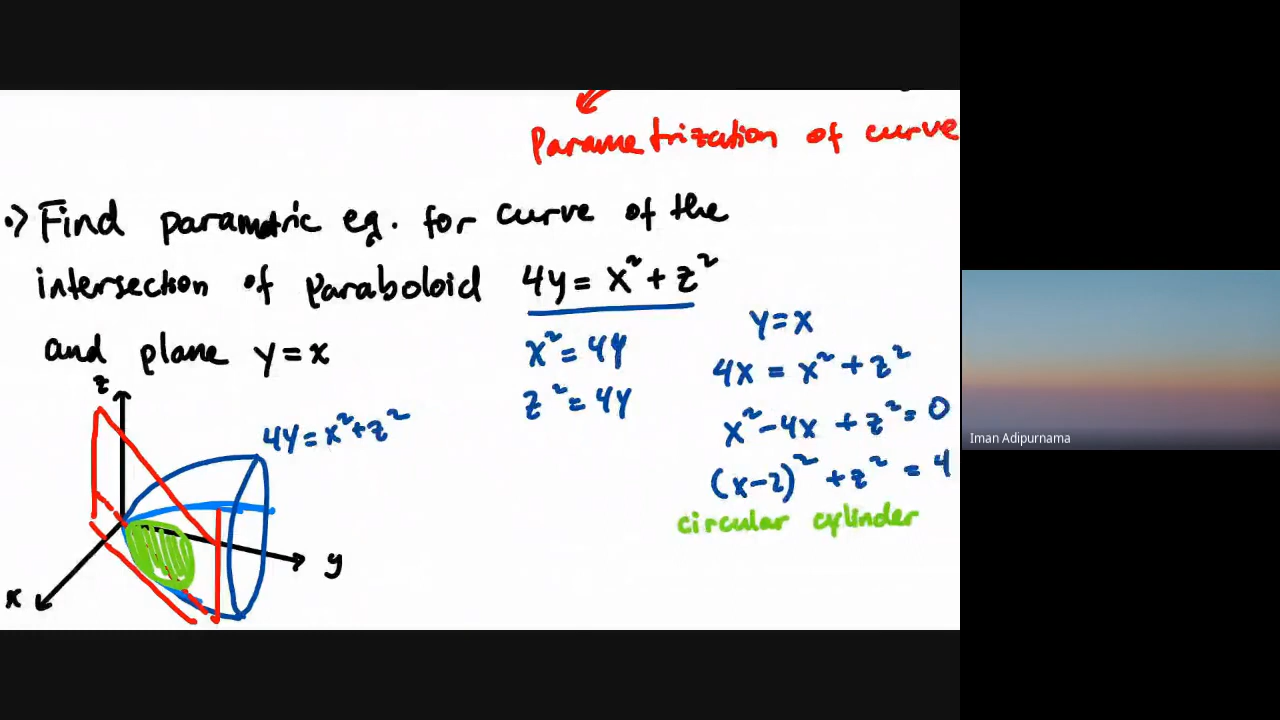 Parametrization of curve
•) Find parametric eq. for curve of the
intersection of paraboloid 4y = x² + z²
and plane y = x
x² = 4y
z² = 4y
y = x
4x = x² + z²
x² - 4x + z² = 0
(x-2)² + z² = 4
circular cylinder
z
4y = x² + z²
y
x
Iman Adipurnama